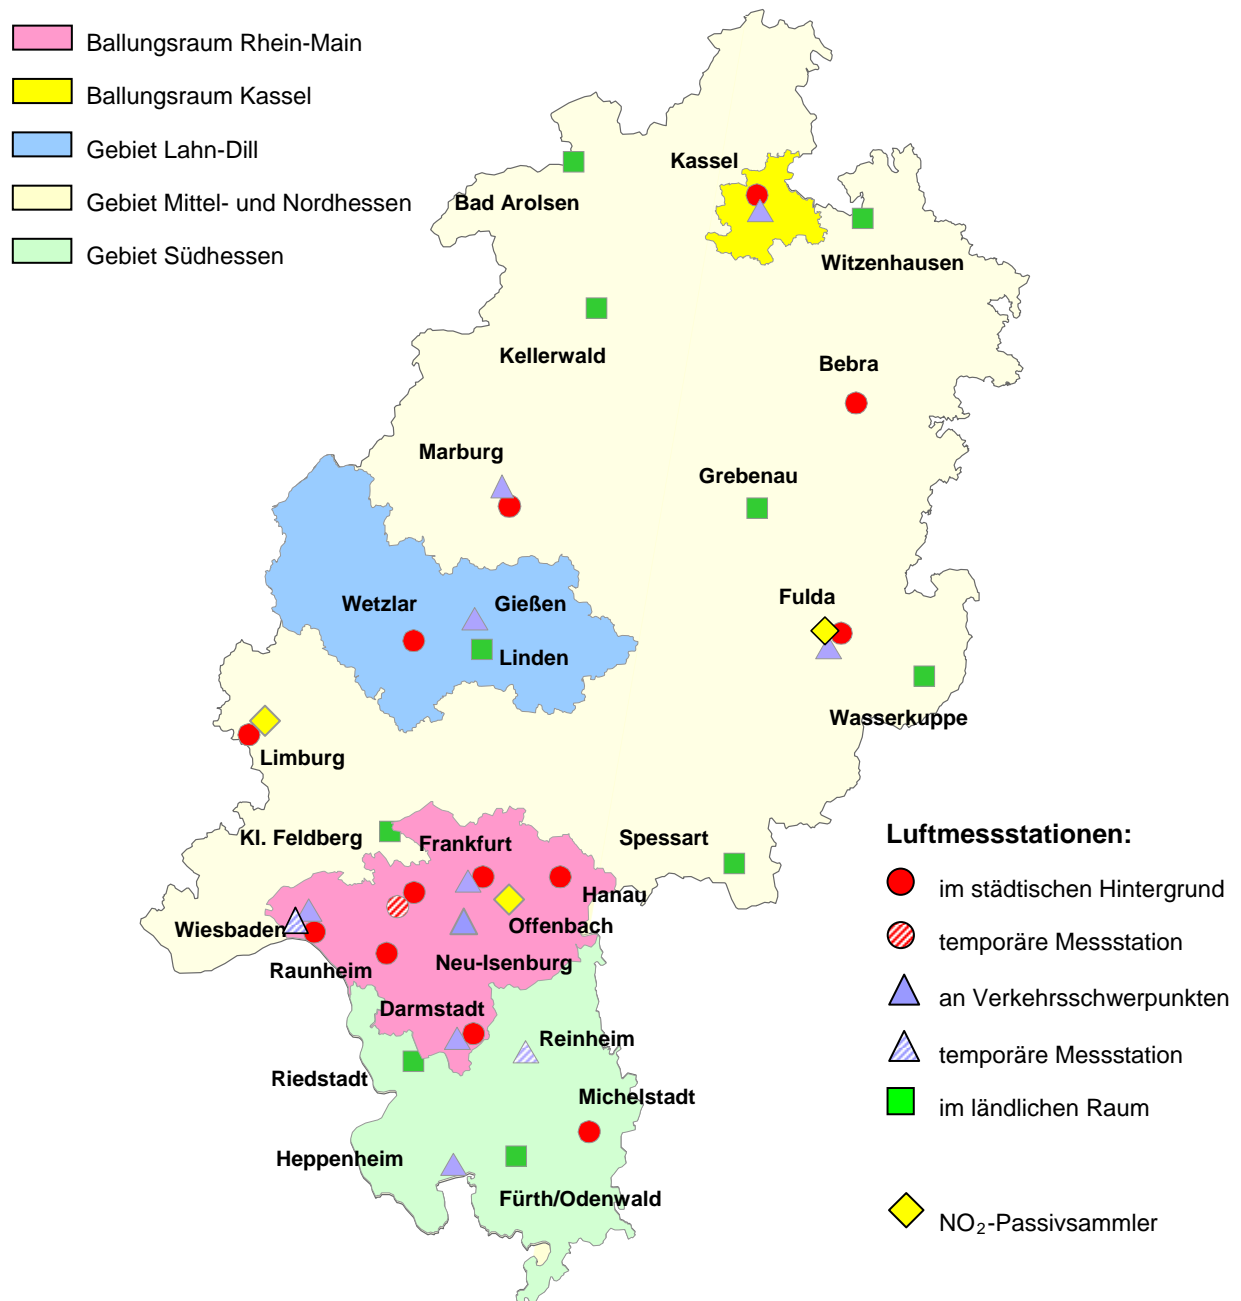 Ballungsraum Rhein-Main
Ballungsraum Kassel
Gebiet Lahn-Dill
Gebiet Mittel- und Nordhessen
Gebiet Südhessen
Kassel
Bad Arolsen
Witzenhausen
Kellerwald
Bebra
Marburg
Grebenau
Wetzlar
Gießen
Fulda
Linden
Wasserkuppe
Limburg
Kl. Feldberg
Frankfurt
Spessart
Hanau
Offenbach
Wiesbaden
Raunheim
Neu-Isenburg
Darmstadt
Reinheim
Riedstadt
Michelstadt
Heppenheim
Fürth/Odenwald
Luftmessstationen:
im städtischen Hintergrund
temporäre Messstation
an Verkehrsschwerpunkten
temporäre Messstation
im ländlichen Raum
NO₂-Passivsammler